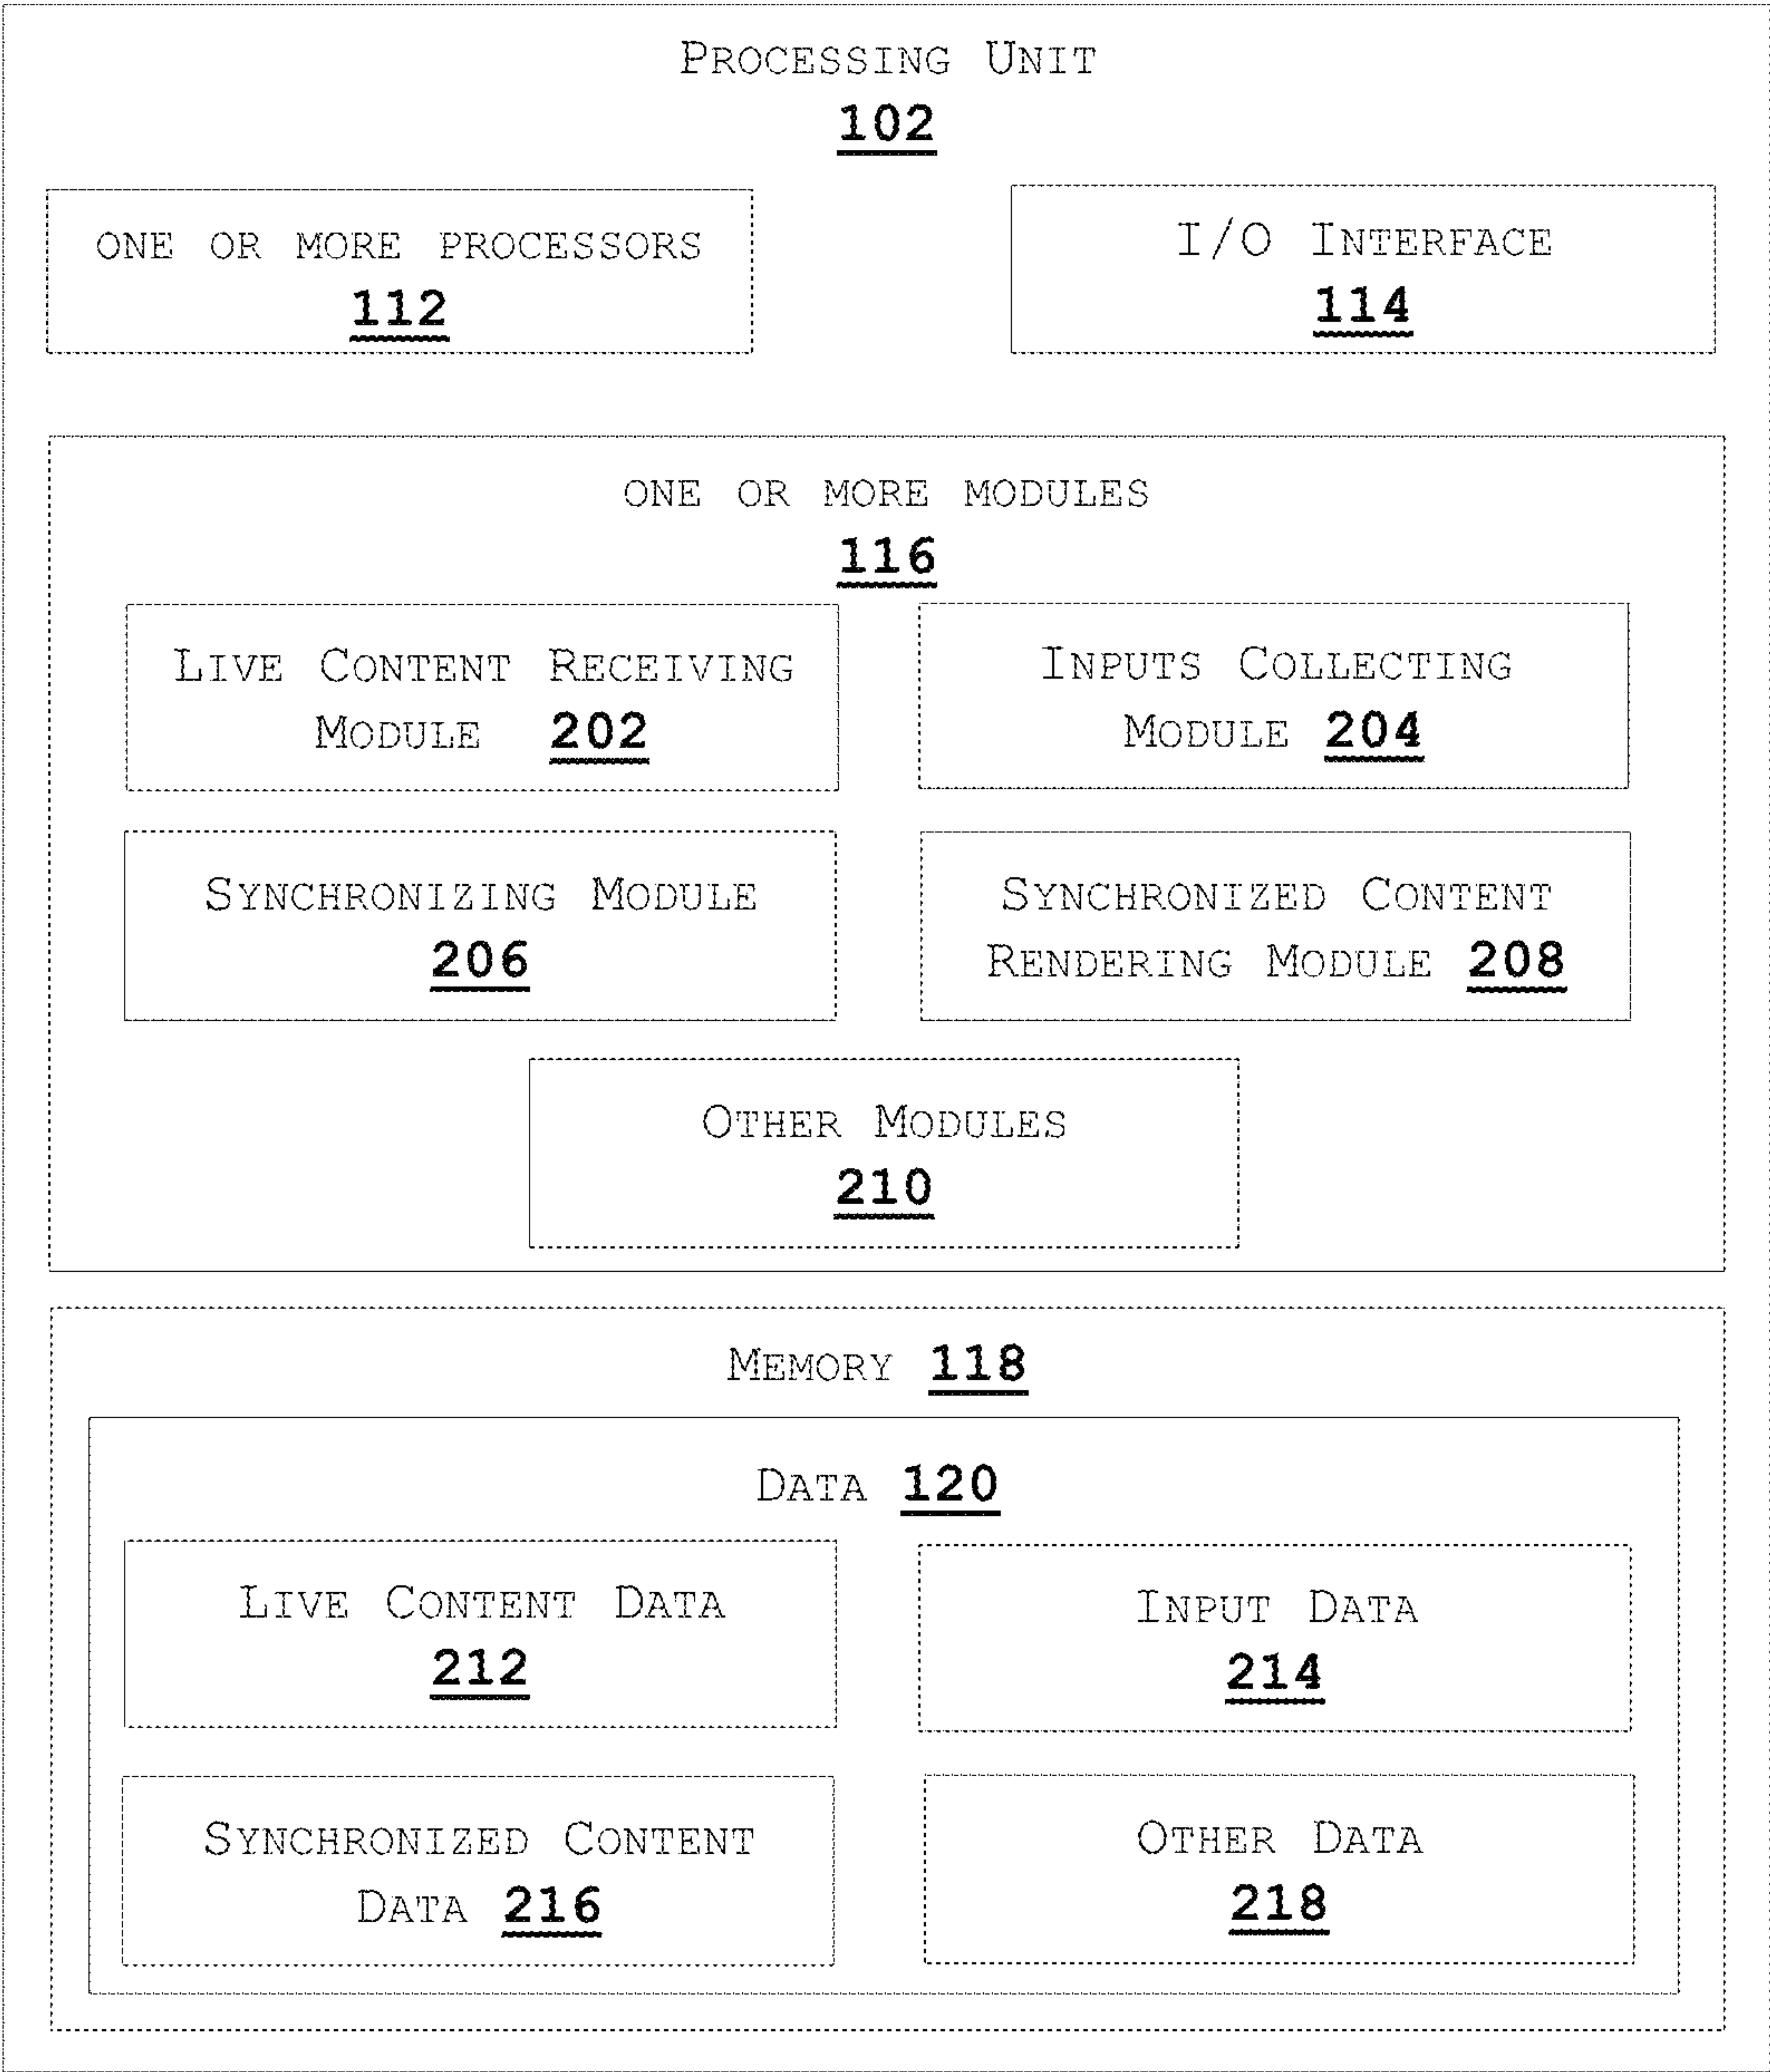 Processing Unit
102
one or more processors
112
I/O Interface
114
one or more modules
116
Live Content Receiving
Module 202
Inputs Collecting
Module 204
Synchronizing Module
206
Synchronized Content
Rendering Module 208
Other Modules
210
Memory 118
Data 120
Live Content Data
212
Input Data
214
Synchronized Content
Data 216
Other Data
218